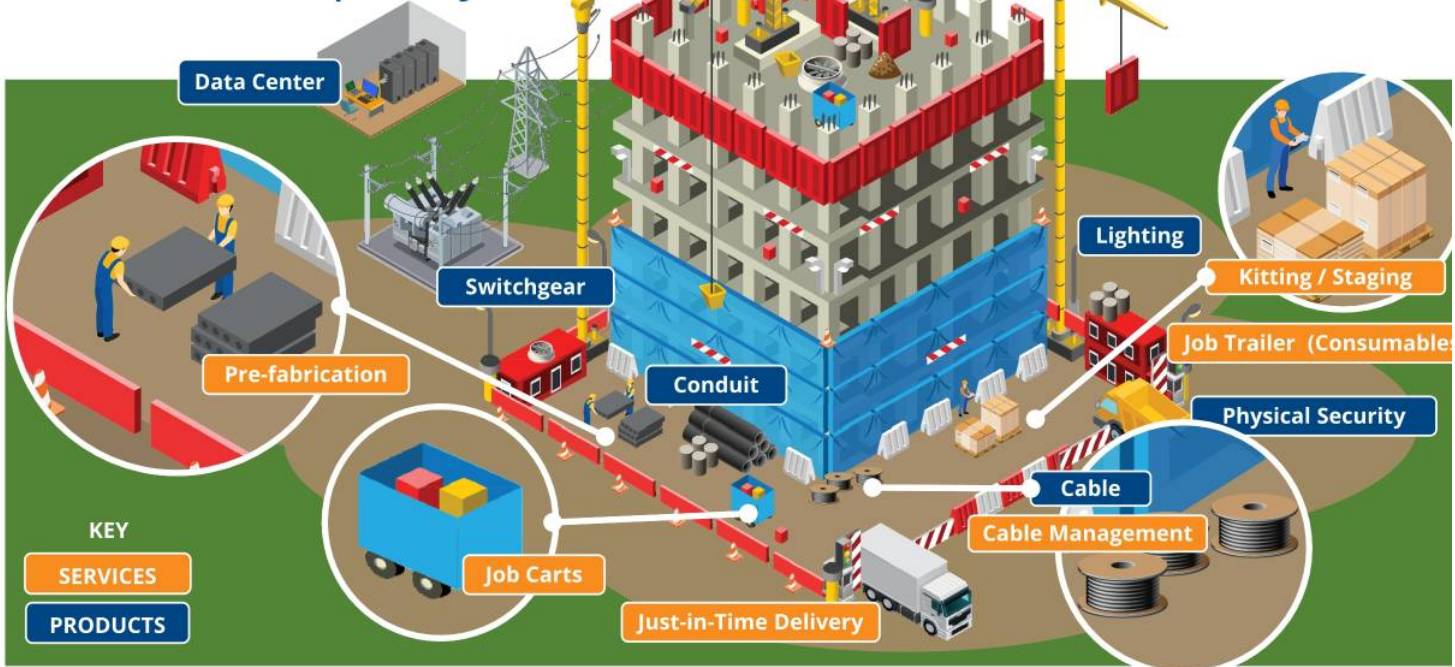 Data Center
Lighting
Kitting / Staging
Switchgear
Job Trailer (Consumables
Pre-fabrication
Conduit
Physical Security
Cable
Cable Management
KEY
SERVICES
Job Carts
PRODUCTS
Just-in-Time Delivery